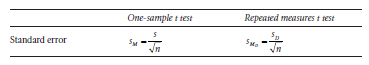 One-sample t test Repeated measures t test
Standard error s_M = s/√n s_{M_D} = s_D/√n